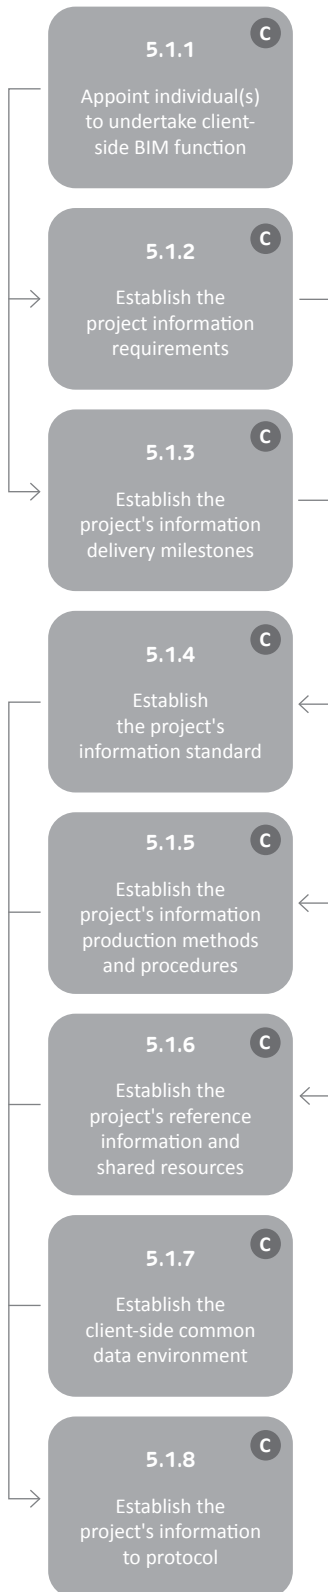 C
5.1.1
Appoint individual(s)
to undertake client-
side BIM function
C
5.1.2
Establish the
project information
requirements
C
5.1.3
Establish the
project's information
delivery milestones
C
5.1.4
Establish
the project's
information standard
C
5.1.5
Establish the
project's information
production methods
and procedures
C
5.1.6
Establish the
project's reference
information and
shared resources
C
5.1.7
Establish the
client-side common
data environment
C
5.1.8
Establish the
project's information
to protocol